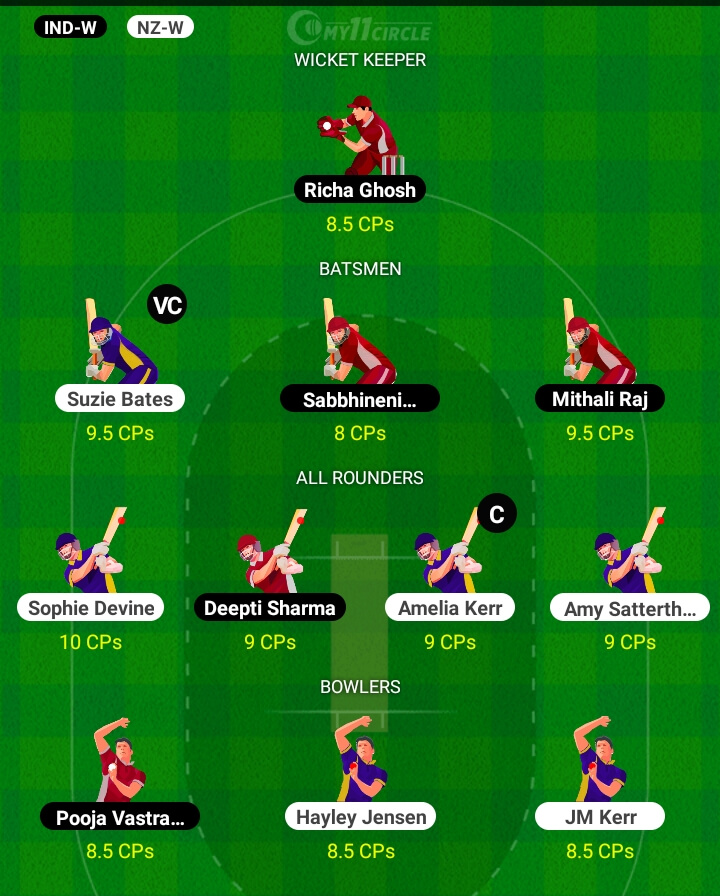 IND-W NZ-W
MY11CIRCLE
WICKET KEEPER
Richa Ghosh
8.5 CPs
BATSMEN
VC
Suzie Bates Sabbhineni... Mithali Raj
9.5 CPs 8 CPs 9.5 CPs
ALL ROUNDERS
C
Sophie Devine Deepti Sharma Amelia Kerr Amy Satterth...
10 CPs 9 CPs 9 CPs 9 CPs
BOWLERS
Pooja Vastra... Hayley Jensen JM Kerr
8.5 CPs 8.5 CPs 8.5 CPs